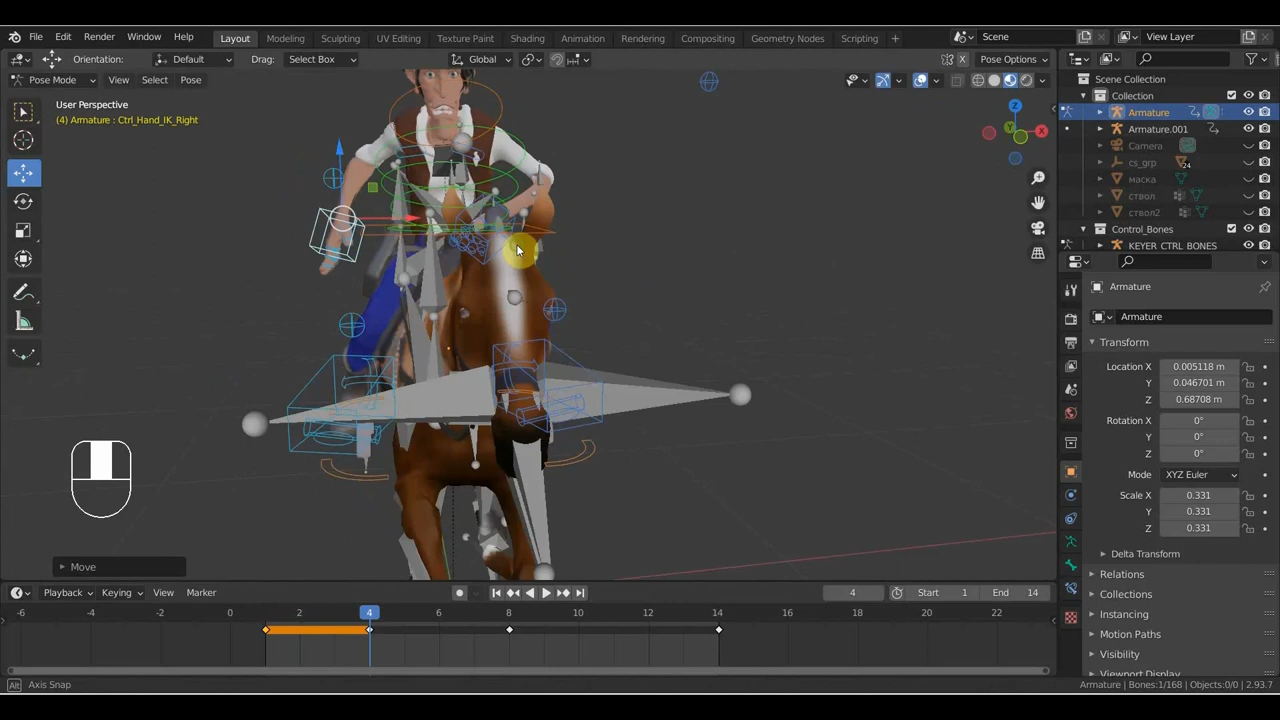 File Edit Render Window Help Layout Modeling Sculpting UV Editing Texture Paint Shading Animation Rendering Compositing Geometry Nodes Scripting + Scene View Layer
Orientation: Default Drag: Select Box Global Pose Options
Pose Mode View Select Pose
User Perspective
(4) Armature : Ctrl_Hand_IK_Right
Z
X
Y
Move
Scene Collection
Collection
Armature
Armature.001
Camera
cs_grp 24
маска
ствол
ствол2
Control_Bones
KEYER_CTRL BONES
Armature
Armature
Transform
Location X 0.005118 m
Y 0.046701 m
Z 0.68708 m
Rotation X 0°
Y 0°
Z 0°
Mode XYZ Euler
Scale X 0.331
Y 0.331
Z 0.331
Delta Transform
Relations
Collections
Instancing
Motion Paths
Visibility
Viewport Display
Playback Keying View Marker 4 Start 1 End 14
-6 -4 -2 0 2 4 6 8 10 12 14 16 18 20 22
Alt Axis Snap Armature | Bones:1/168 | Objects:0/0 | 2.93.7